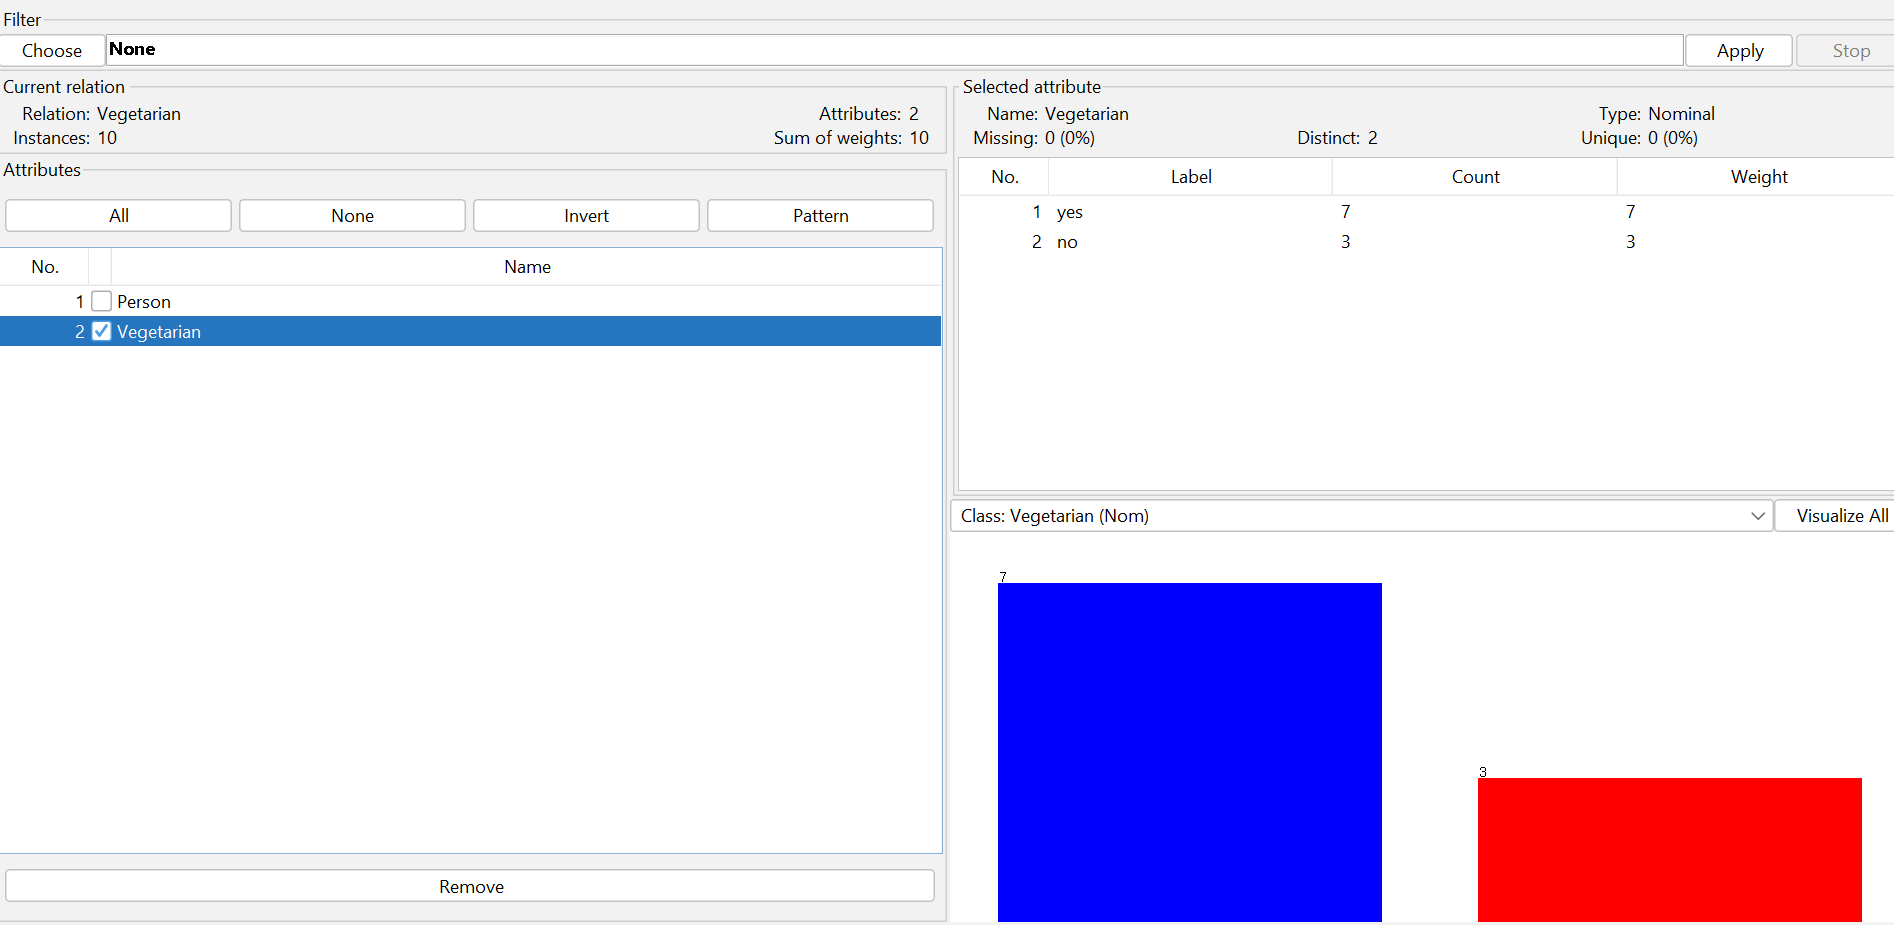 Filter
Choose None Apply Stop
Current relation
Relation: Vegetarian Attributes: 2
Instances: 10 Sum of weights: 10
Attributes
All None Invert Pattern
No. Name
1 Person
2 Vegetarian
Remove
Selected attribute
Name: Vegetarian Type: Nominal
Missing: 0 (0%) Distinct: 2 Unique: 0 (0%)
No. Label Count Weight
1 yes 7 7
2 no 3 3
Class: Vegetarian (Nom) Visualize All
7
3